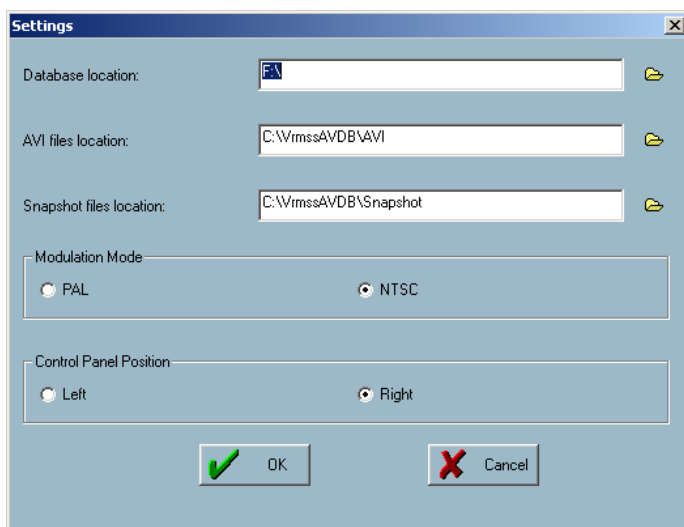 Settings
Database location: F:\
AVI files location: C:\VrmssAVDB\AVI
Snapshot files location: C:\VrmssAVDB\Snapshot
Modulation Mode
PAL NTSC
Control Panel Position
Left Right
OK Cancel